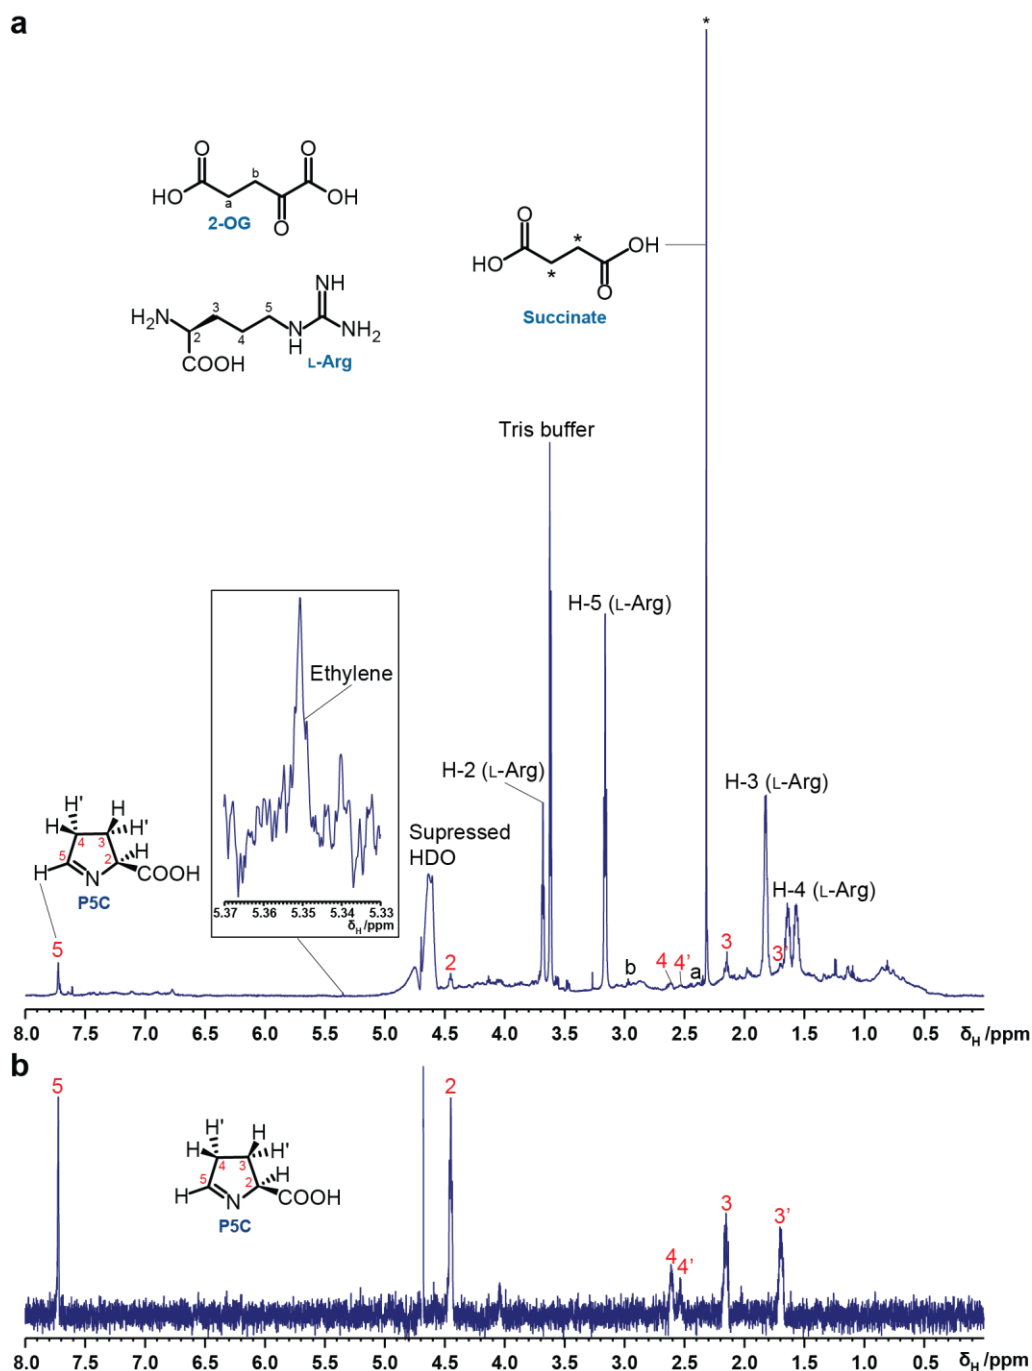 a
*
O
O
b
HO
OH
a
O
2-OG
O
*
OH
HO
*
O
Succinate
NH
H2N
3
5
2
4
N
H
NH2
COOH
L-Arg
Tris buffer
H-5 (L-Arg)
Ethylene
H-2 (L-Arg)
H-3 (L-Arg)
Supressed
HDO
H-4 (L-Arg)
H'
H
H
H'
4
3
H
5
2
H
N
COOH
P5C
5.37
5.36
5.35
5.34
5.33
δH /ppm
5
2
b
4
4'
a
3
3'
8.0 7.5 7.0 6.5 6.0 5.5 5.0 4.5 4.0 3.5 3.0 2.5 2.0 1.5 1.0 0.5 δH /ppm
b
5
2
H'
H
H
H'
4
3
H
5
2
H
N
COOH
P5C
4
4'
3
3'
8.0 7.5 7.0 6.5 6.0 5.5 5.0 4.5 4.0 3.5 3.0 2.5 2.0 1.5 1.0 0.5 δH /ppm